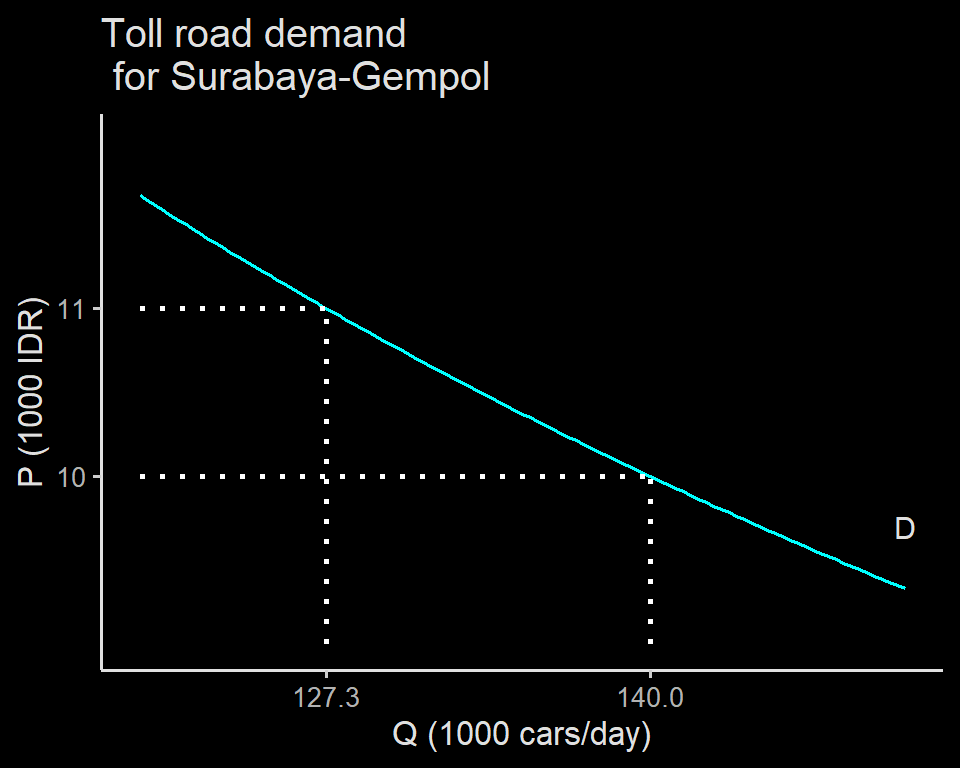 Toll road demand
for Surabaya-Gempol
P (1000 IDR)
11
10
D
127.3
140.0
Q (1000 cars/day)